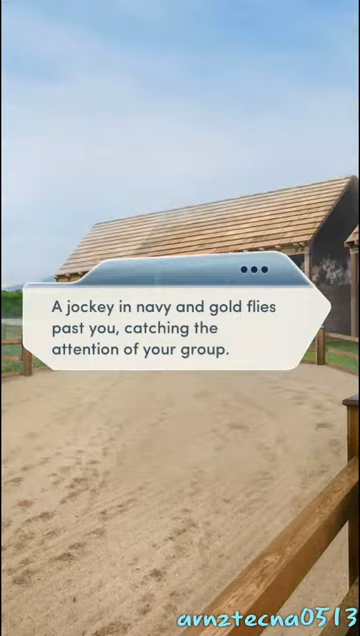 A jockey in navy and gold flies
past you, catching the
attention of your group.
arnztecna0513